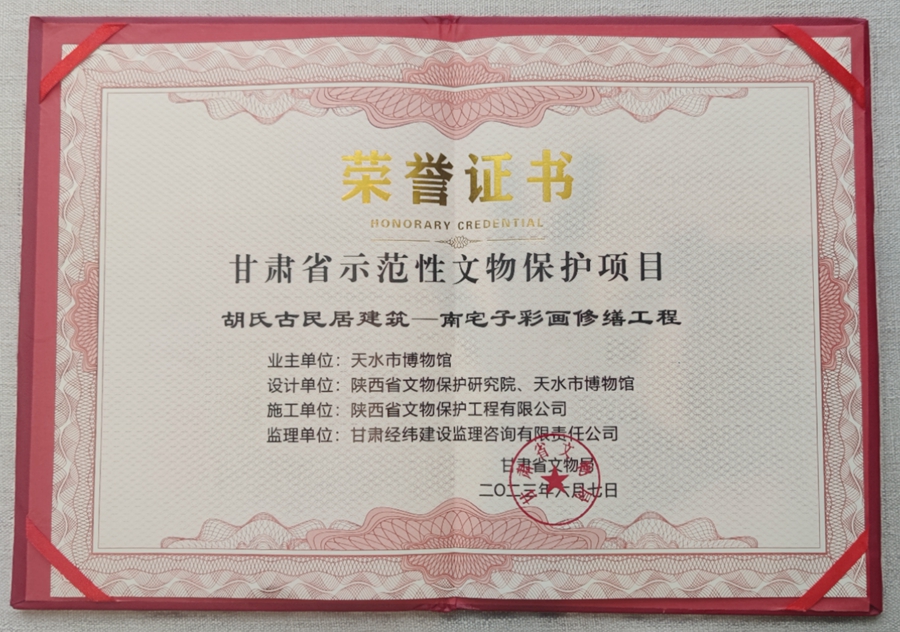 荣誉证书
HONORARY CREDENTIAL
甘肃省示范性文物保护项目
胡氏古民居建筑—南宅子彩画修缮工程
业主单位：天水市博物馆
设计单位：陕西省文物保护研究院、天水市博物馆
施工单位：陕西省文物保护工程有限公司
监理单位：甘肃经纬建设监理咨询有限责任公司
甘肃省文物局
二〇二三年六月七日
甘肃省文物局